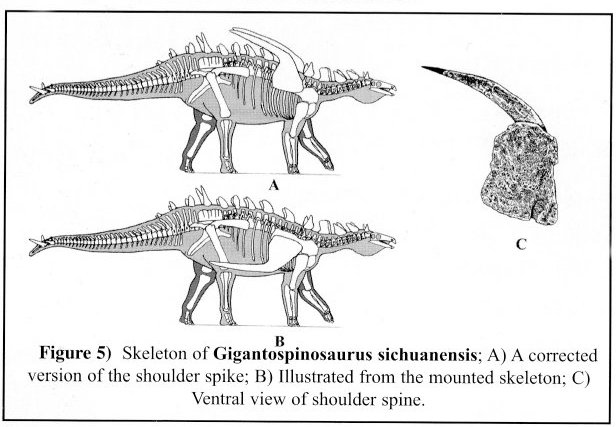 A
C
B
Figure 5) Skeleton of Gigantospinosaurus sichuanensis; A) A corrected
version of the shoulder spike; B) Illustrated from the mounted skeleton; C)
Ventral view of shoulder spine.